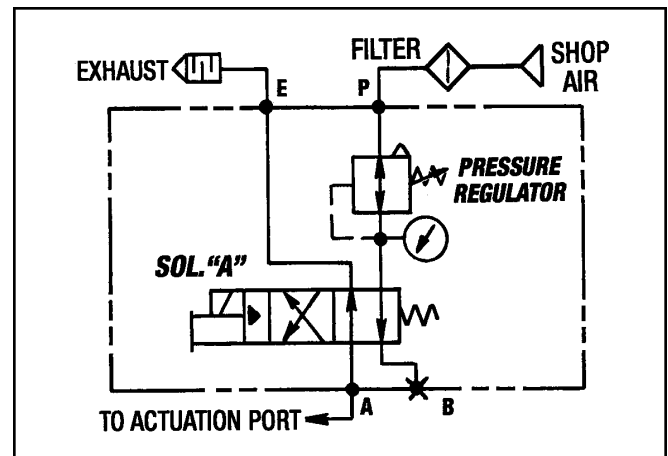 EXHAUST
FILTER
SHOP
AIR
E
P
PRESSURE
REGULATOR
SOL. "A"
A
B
TO ACTUATION PORT